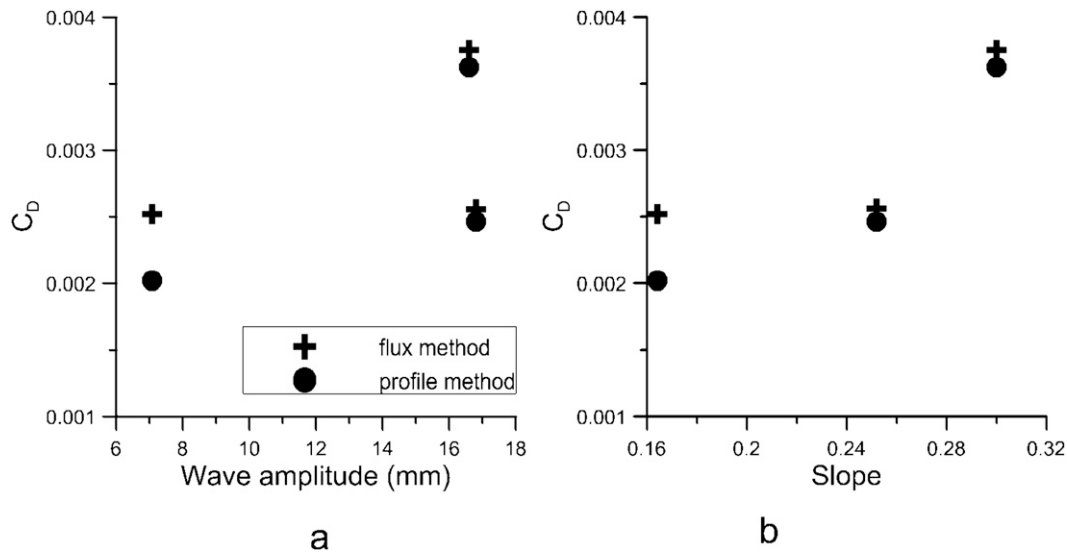 0.004
0.003
0.002
0.001
C_D
6 8 10 12 14 16 18
Wave amplitude (mm)
flux method
profile method
a
0.004
0.003
0.002
0.001
C_D
0.16 0.2 0.24 0.28 0.32
Slope
b